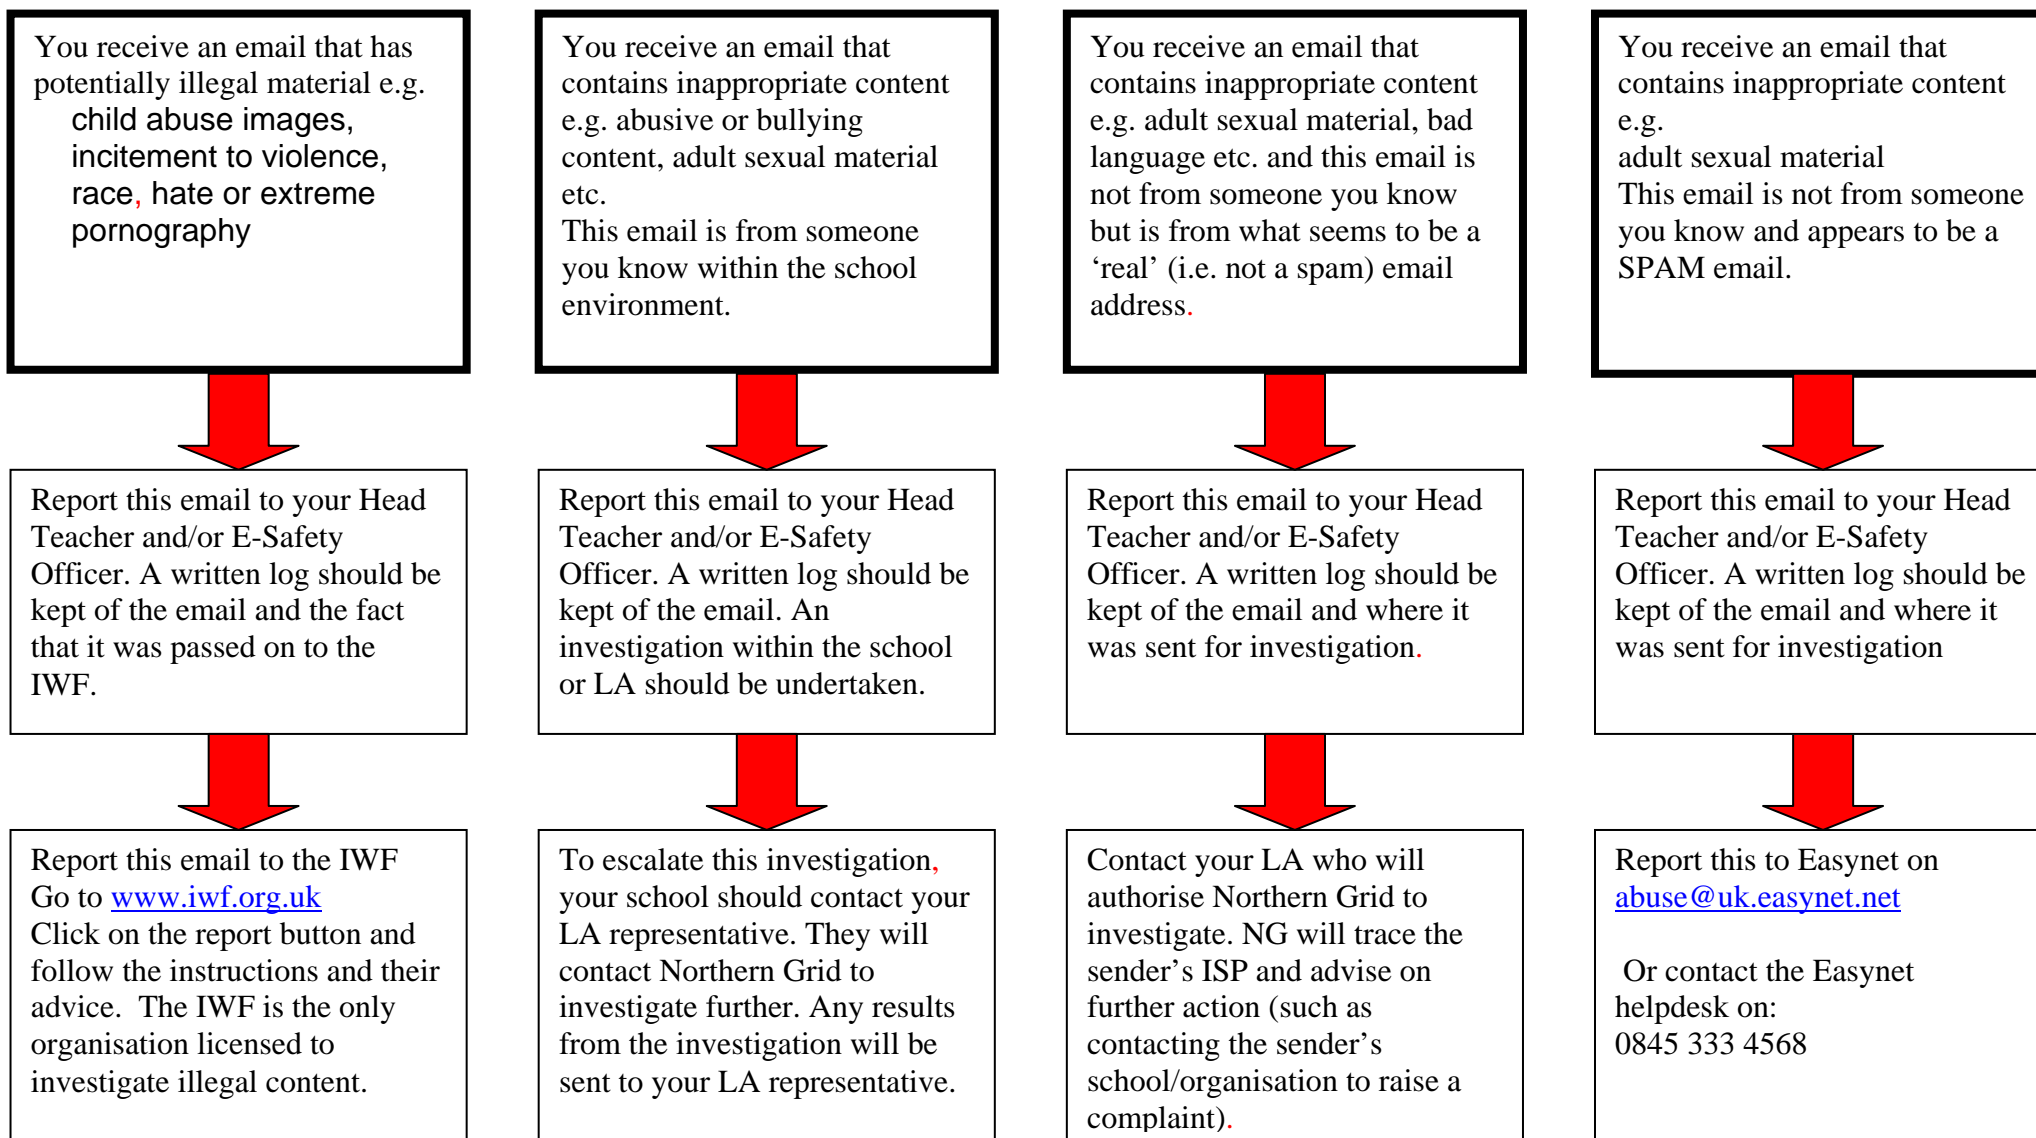 You receive an email that has
potentially illegal material e.g.
child abuse images,
incitement to violence,
race, hate or extreme
pornography
You receive an email that
contains inappropriate content
e.g. abusive or bullying
content, adult sexual material
etc.
This email is from someone
you know within the school
environment.
You receive an email that
contains inappropriate content
e.g. adult sexual material, bad
language etc. and this email is
not from someone you know
but is from what seems to be a
‘real’ (i.e. not a spam) email
address.
You receive an email that
contains inappropriate content
e.g.
adult sexual material
This email is not from someone
you know and appears to be a
SPAM email.
Report this email to your Head
Teacher and/or E-Safety
Officer. A written log should be
kept of the email and the fact
that it was passed on to the
IWF.
Report this email to your Head
Teacher and/or E-Safety
Officer. A written log should be
kept of the email. An
investigation within the school
or LA should be undertaken.
Report this email to your Head
Teacher and/or E-Safety
Officer. A written log should be
kept of the email and where it
was sent for investigation.
Report this email to your Head
Teacher and/or E-Safety
Officer. A written log should be
kept of the email and where it
was sent for investigation
Report this email to the IWF
Go to www.iwf.org.uk
Click on the report button and
follow the instructions and their
advice.  The IWF is the only
organisation licensed to
investigate illegal content.
To escalate this investigation,
your school should contact your
LA representative. They will
contact Northern Grid to
investigate further. Any results
from the investigation will be
sent to your LA representative.
Contact your LA who will
authorise Northern Grid to
investigate. NG will trace the
sender’s ISP and advise on
further action (such as
contacting the sender’s
school/organisation to raise a
complaint).
Report this to Easynet on
abuse@uk.easynet.net
Or contact the Easynet
helpdesk on:
0845 333 4568